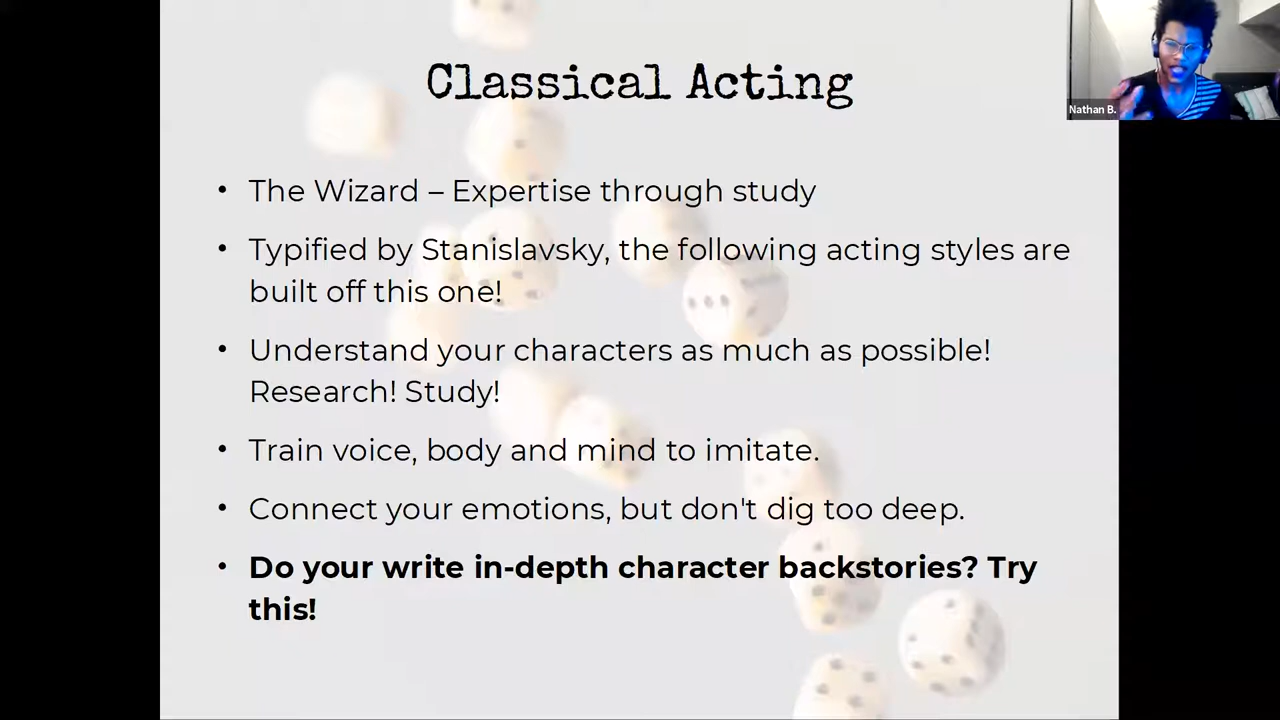 Classical Acting
Nathan B.
• The Wizard – Expertise through study
• Typified by Stanislavsky, the following acting styles are
built off this one!
• Understand your characters as much as possible!
Research! Study!
• Train voice, body and mind to imitate.
• Connect your emotions, but don't dig too deep.
• Do your write in-depth character backstories? Try
this!